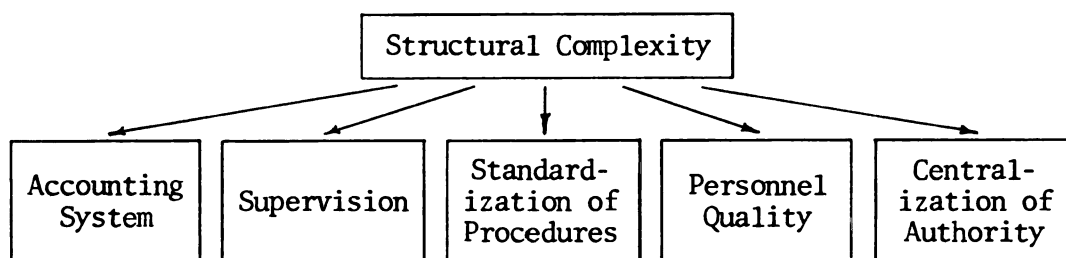 Structural Complexity
Accounting
System
Supervision
Standard-
ization of
Procedures
Personnel
Quality
Central-
ization of
Authority